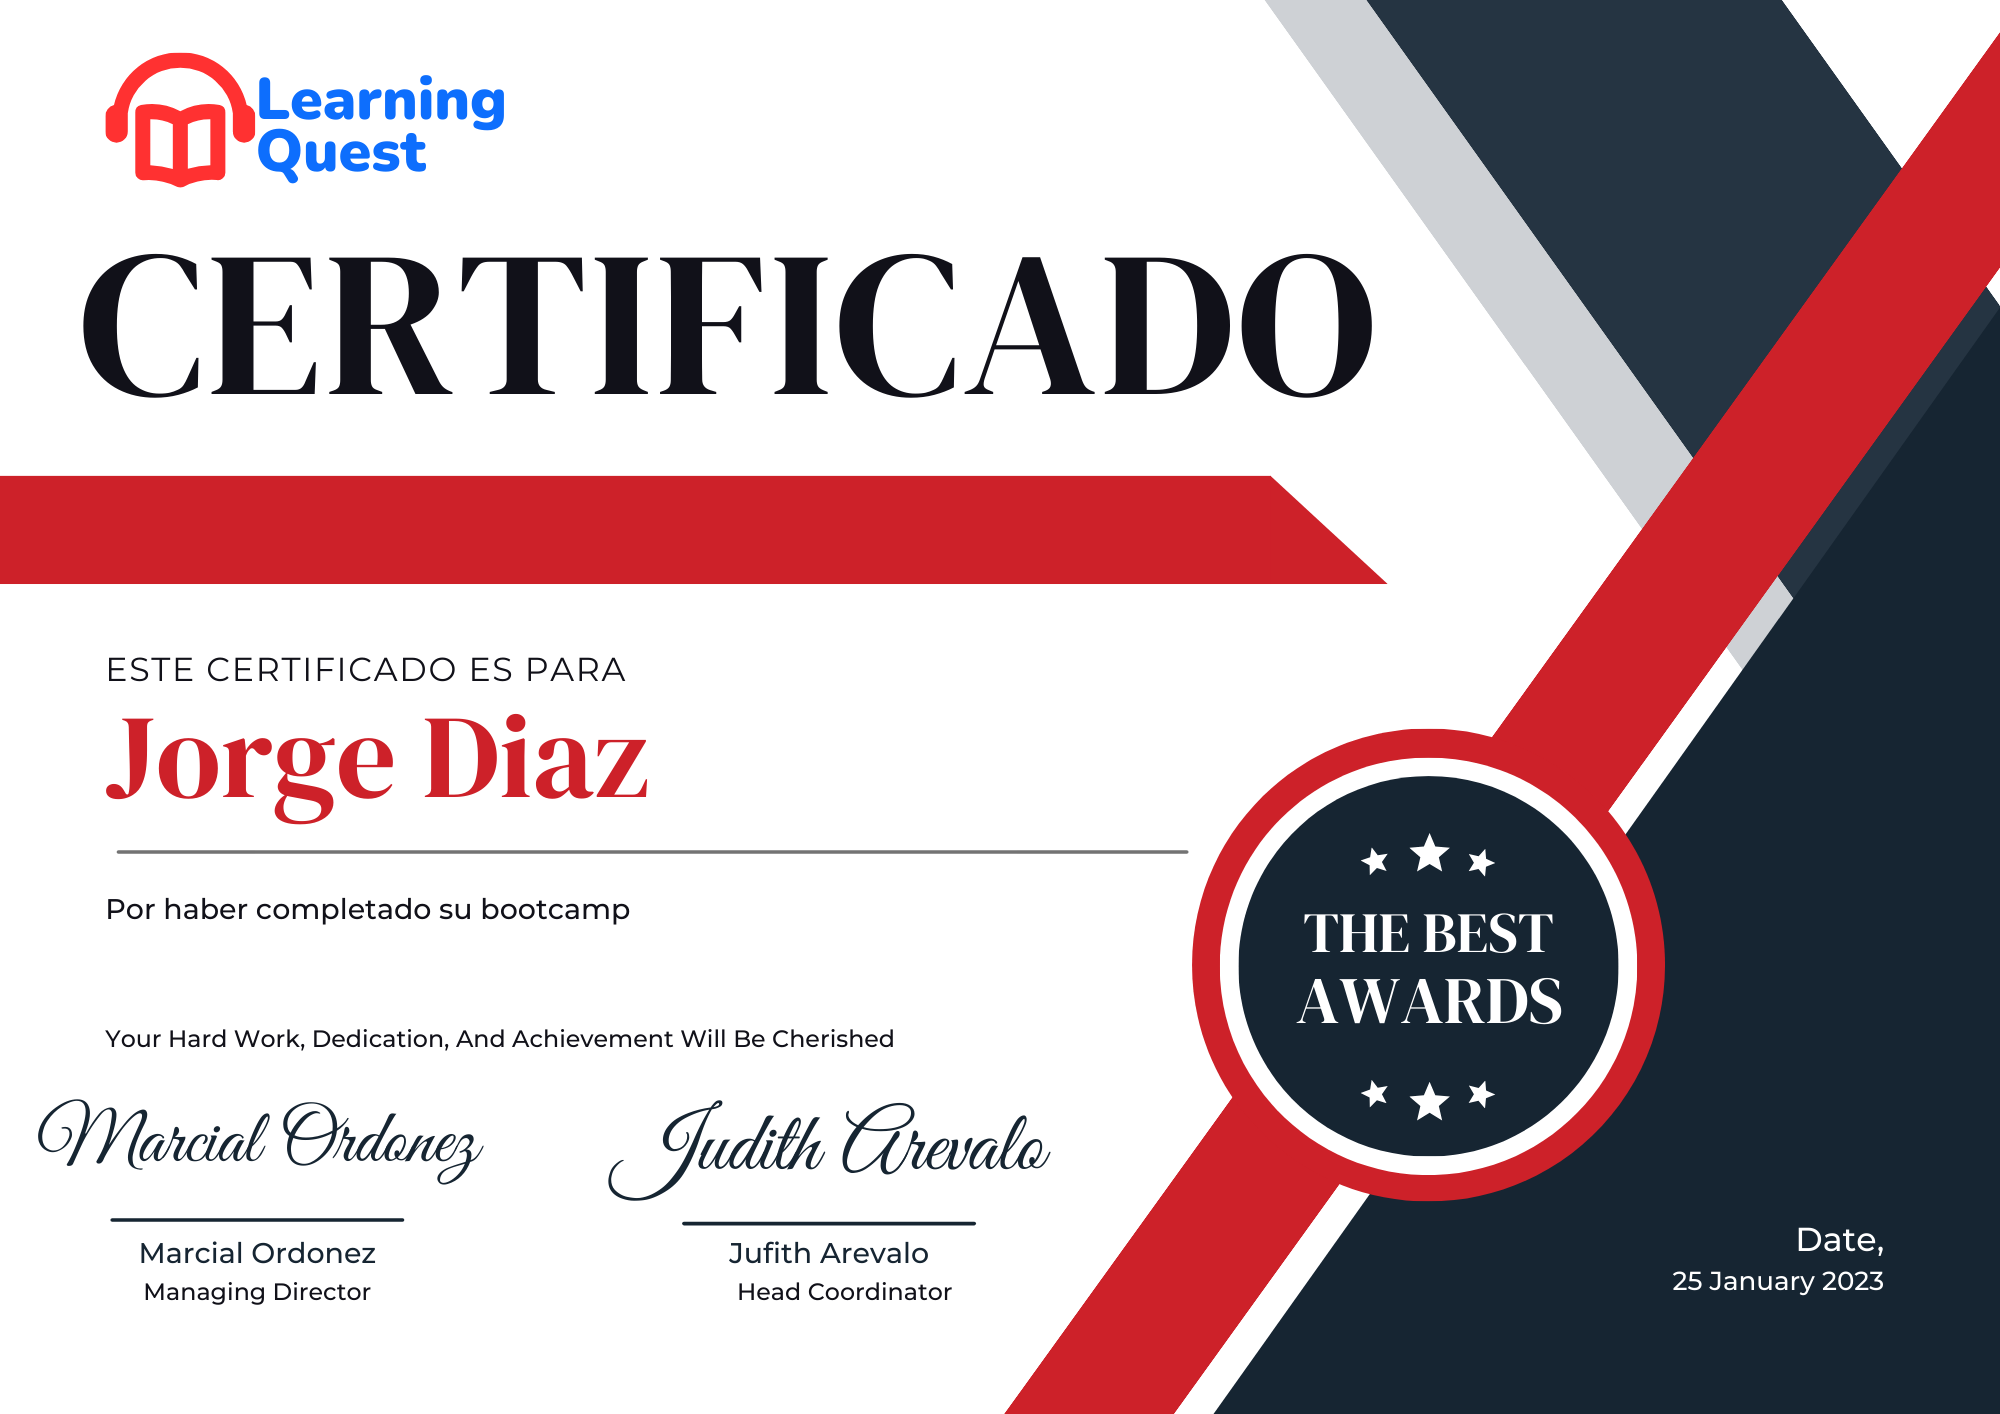 Learning
Quest
CERTIFICADO
ESTE CERTIFICADO ES PARA
Jorge Diaz
Por haber completado su bootcamp
THE BEST
AWARDS
Your Hard Work, Dedication, And Achievement Will Be Cherished
Marcial Ordonez
Judith Arevalo
Marcial Ordonez
Managing Director
Jufith Arevalo
Head Coordinator
Date,
25 January 2023